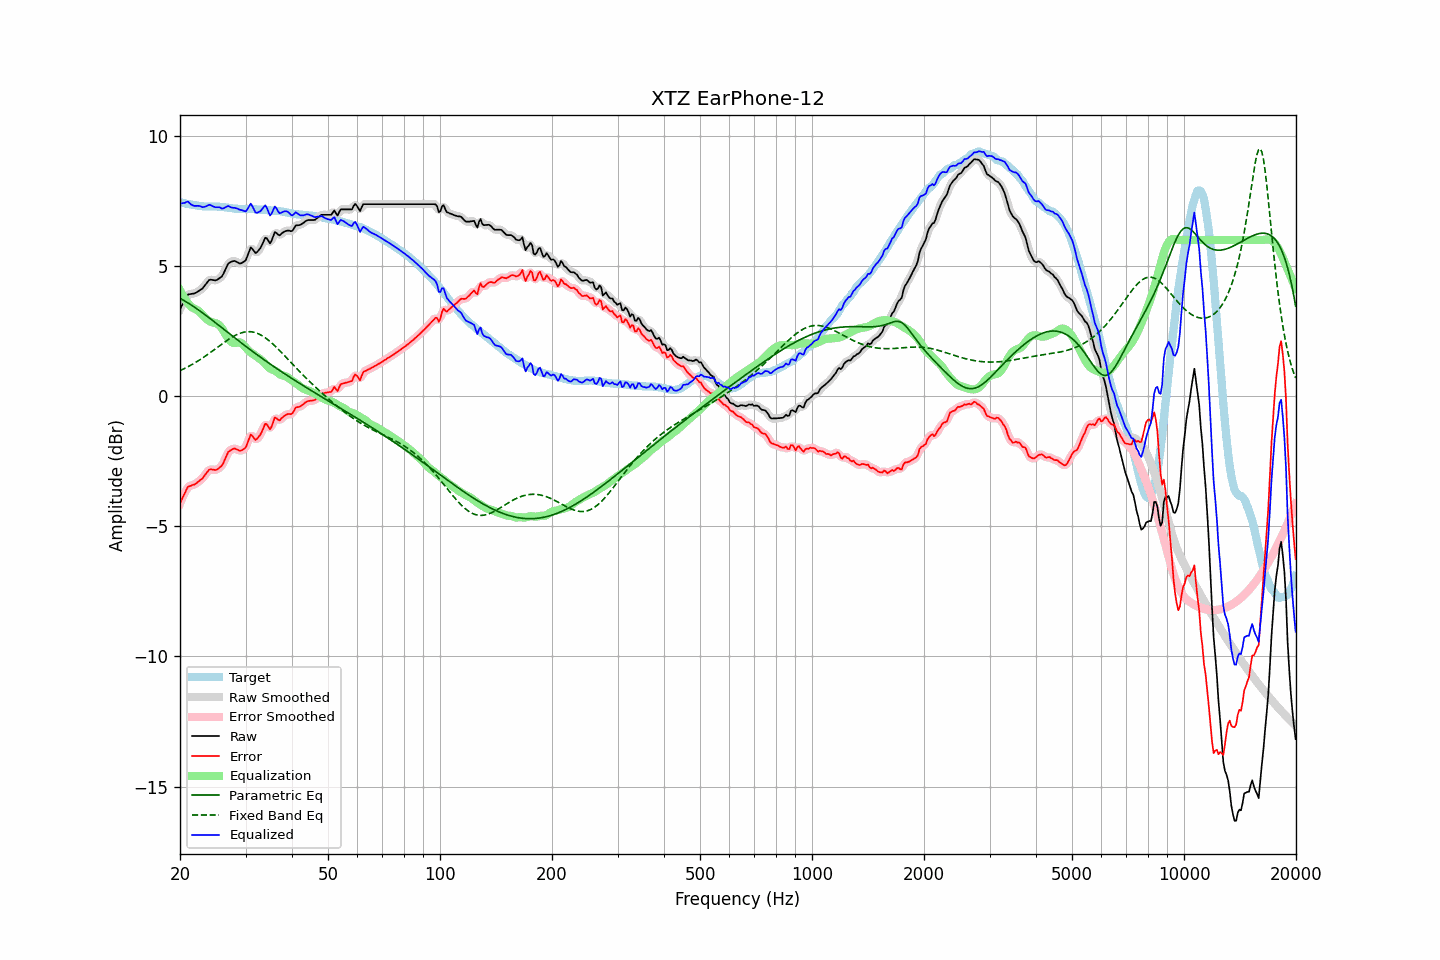 XTZ EarPhone-12
10
5
0
−5
−10
−15
Amplitude (dBr)
Target
Raw Smoothed
Error Smoothed
Raw
Error
Equalization
Parametric Eq
Fixed Band Eq
Equalized
20 50 100 200 500 1000 2000 5000 10000 20000
Frequency (Hz)